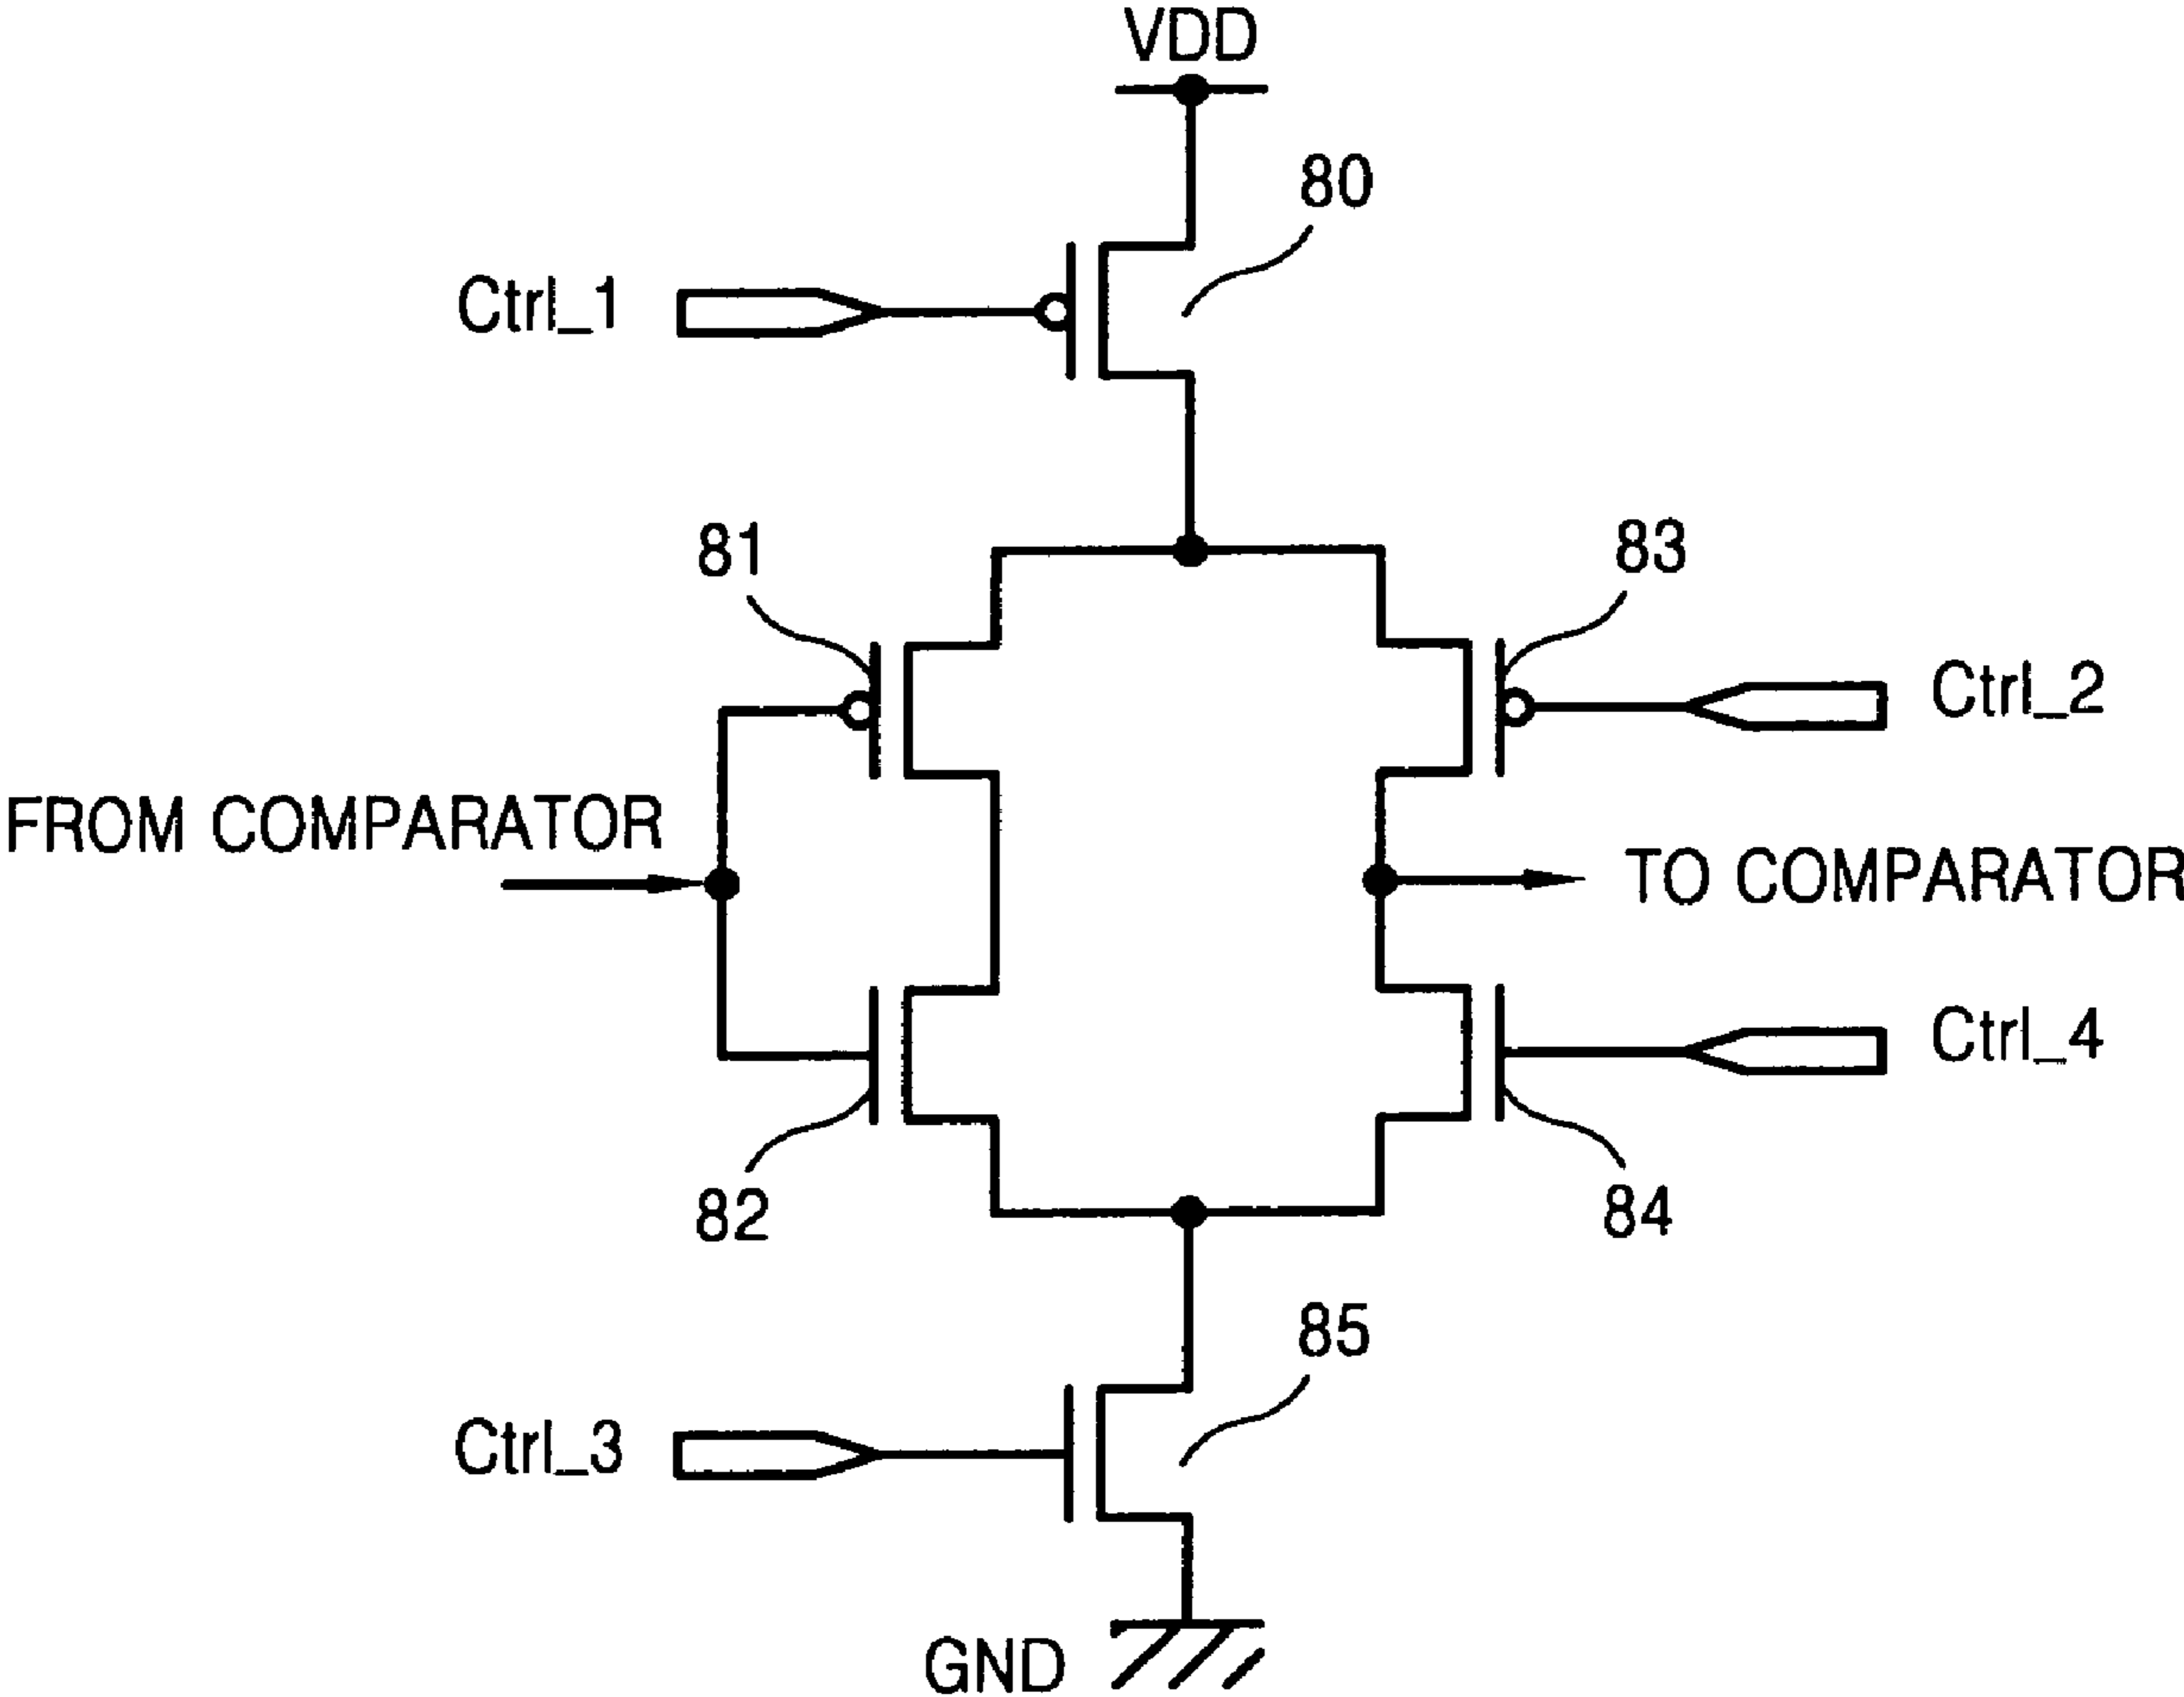 VDD
80
Ctrl_1
81
83
Ctrl_2
FROM COMPARATOR
TO COMPARATOR
Ctrl_4
82
84
85
Ctrl_3
GND